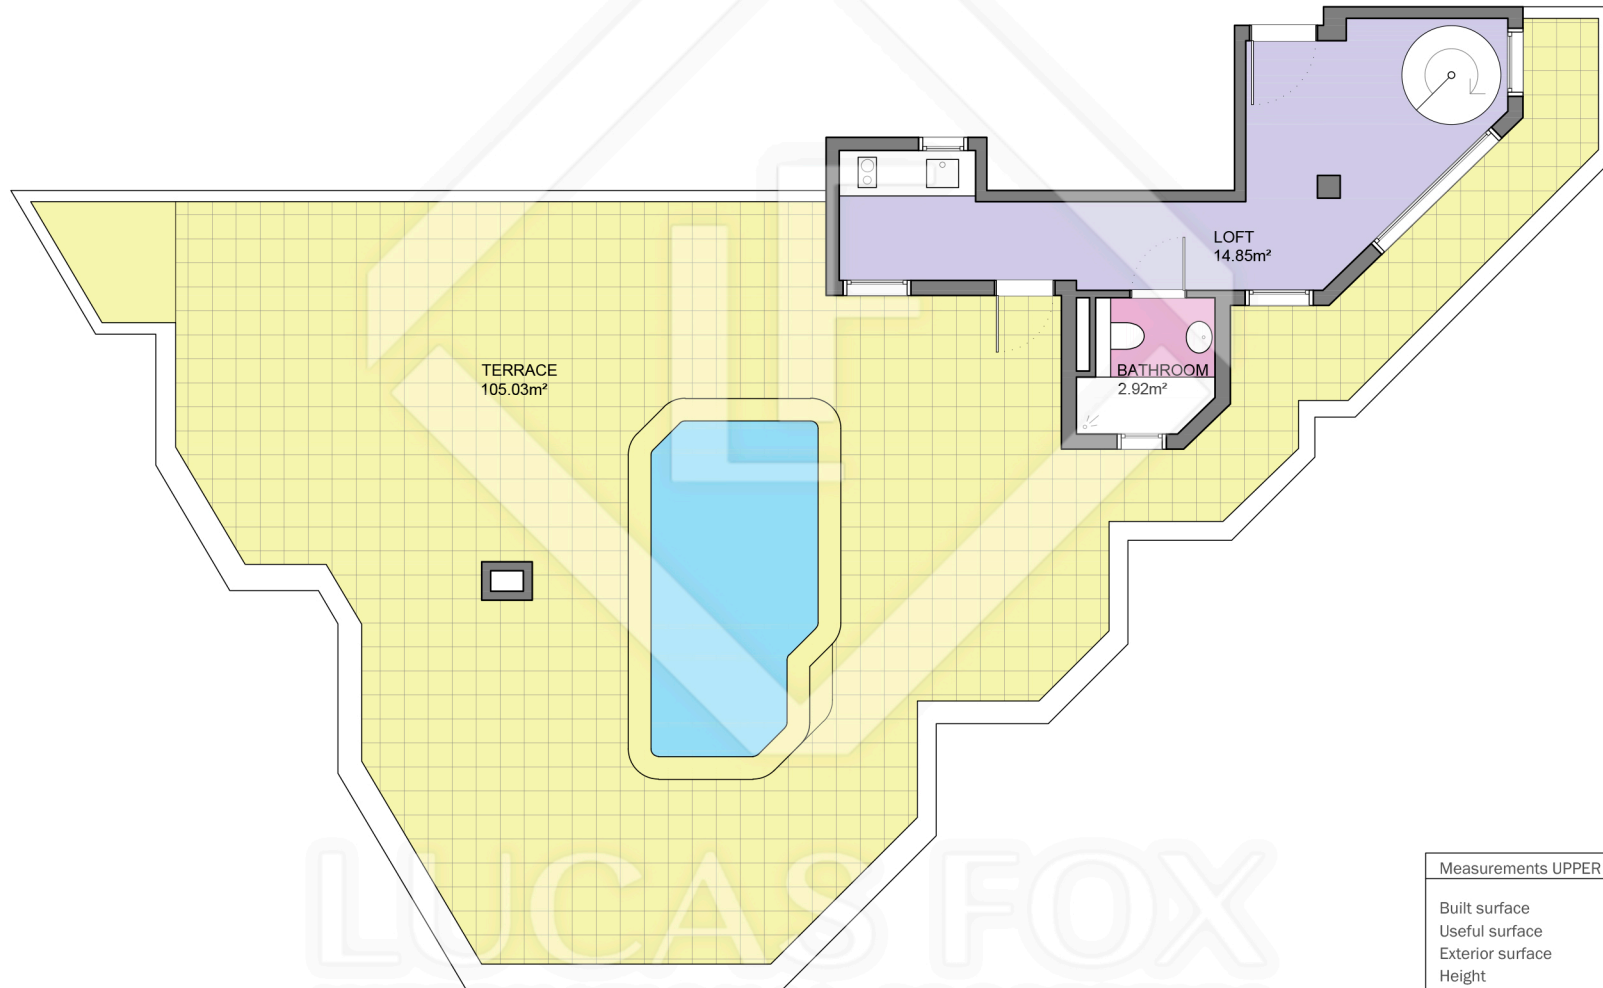 LOFT
14.85m²
TERRACE
105.03m²
BATHROOM
2.92m²
LF
LUCAS FOX
Measurements UPPER
Built surface
Useful surface
Exterior surface
Height